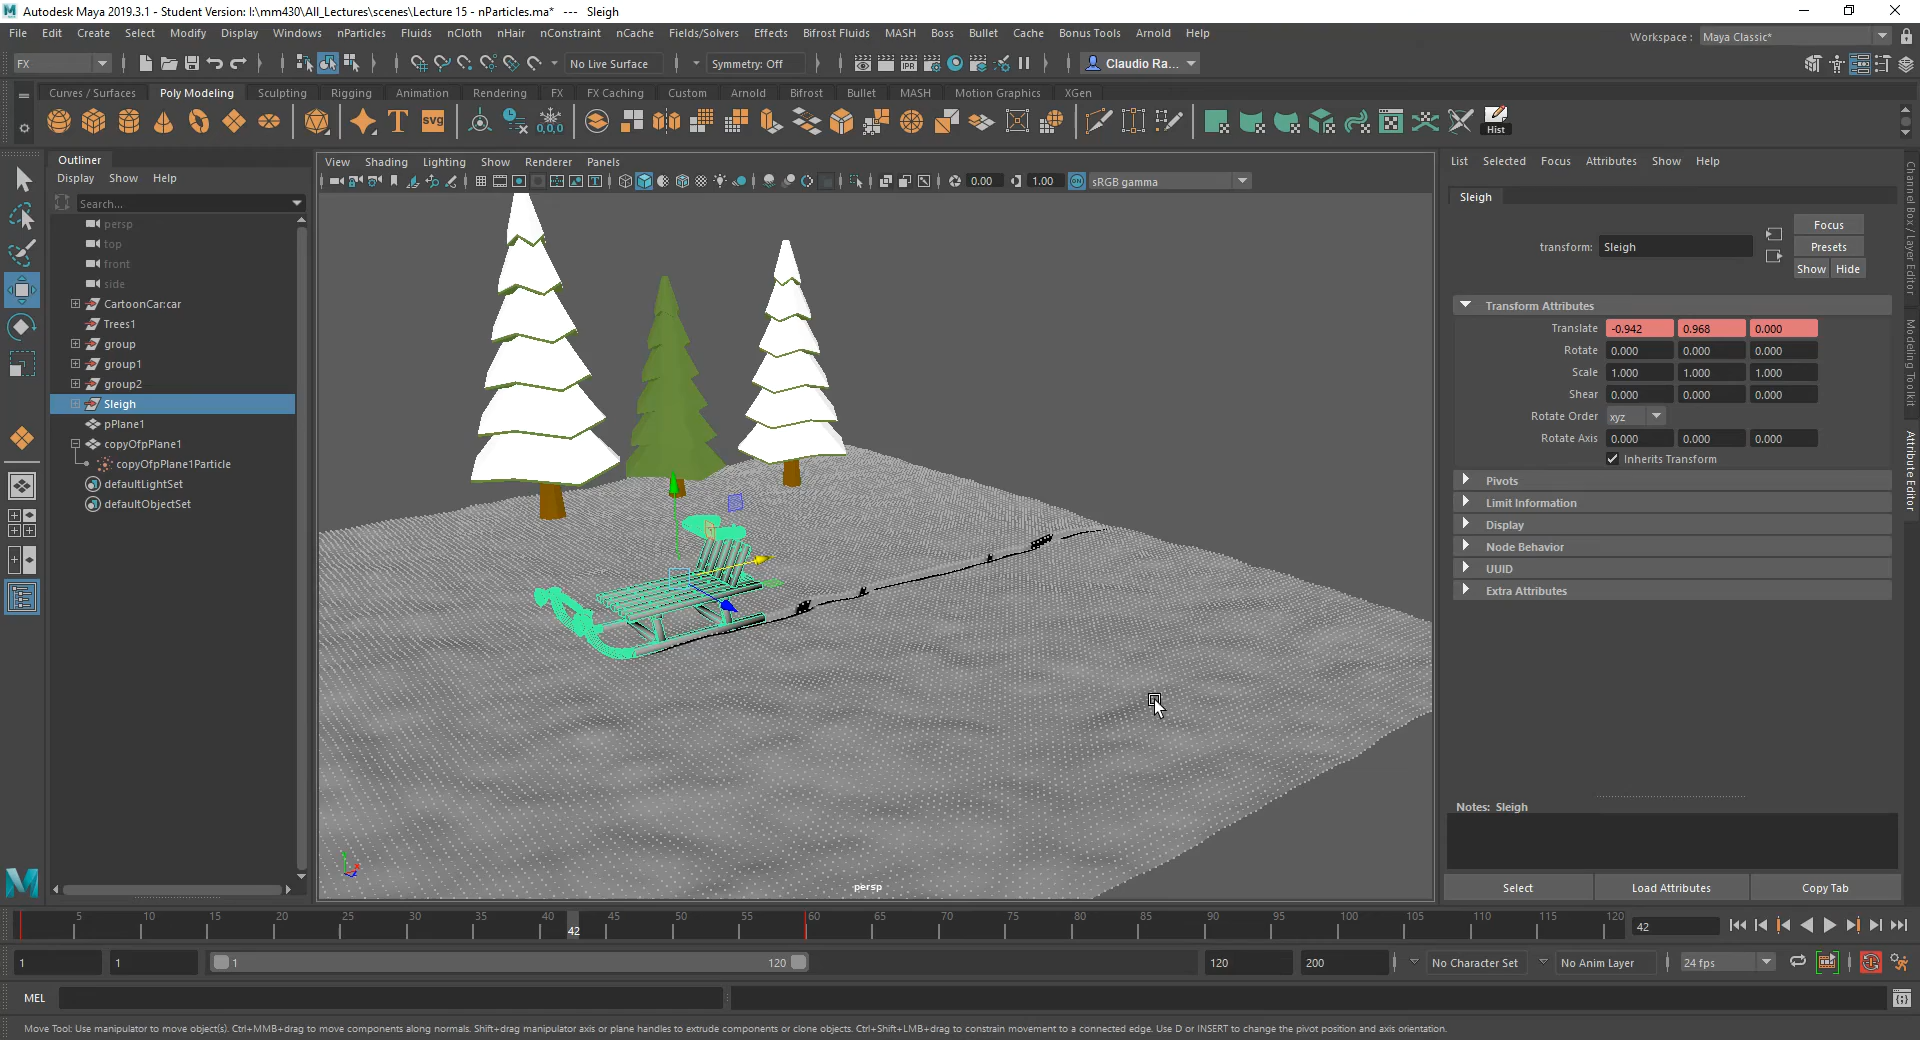 Autodesk Maya 2019.3.1 - Student Version: I:\mm430\All_Lectures\scenes\Lecture 15 - nParticles.ma* --- Sleigh
File Edit Create Select Modify Display Windows nParticles Fluids nCloth nHair nConstraint nCache Fields/Solvers Effects Bifrost Fluids MASH Boss Bullet Cache Bonus Tools Arnold Help
Workspace : Maya Classic*
FX No Live Surface Symmetry: Off Claudio Ra...
Curves / Surfaces Poly Modeling Sculpting Rigging Animation Rendering FX FX Caching Custom Arnold Bifrost Bullet MASH Motion Graphics XGen
T svg 0,0,0 Hist
Outliner
Display Show Help
Search...
persp
top
front
side
CartoonCar:car
Trees1
group
group1
group2
Sleigh
pPlane1
copyOfpPlane1
copyOfpPlane1Particle
defaultLightSet
defaultObjectSet
View Shading Lighting Show Renderer Panels
0.00 1.00 ON sRGB gamma
persp
List Selected Focus Attributes Show Help
Sleigh
Focus
transform: Sleigh
Presets
Show Hide
Transform Attributes
Translate -0.942 0.968 0.000
Rotate 0.000 0.000 0.000
Scale 1.000 1.000 1.000
Shear 0.000 0.000 0.000
Rotate Order xyz
Rotate Axis 0.000 0.000 0.000
Inherits Transform
Pivots
Limit Information
Display
Node Behavior
UUID
Extra Attributes
Notes: Sleigh
Select Load Attributes Copy Tab
Channel Box / Layer Editor
Modeling Toolkit
Attribute Editor
5 10 15 20 25 30 35 40 45 50 55 60 65 70 75 80 85 90 95 100 105 110 115 120
42 42
1 1 1 120 120 200 No Character Set No Anim Layer 24 fps
MEL
Move Tool: Use manipulator to move object(s). Ctrl+MMB+drag to move components along normals. Shift+drag manipulator axis or plane handles to extrude components or clone objects. Ctrl+Shift+LMB+drag to constrain movement to a connected edge. Use D or INSERT to change the pivot position and axis orientation.